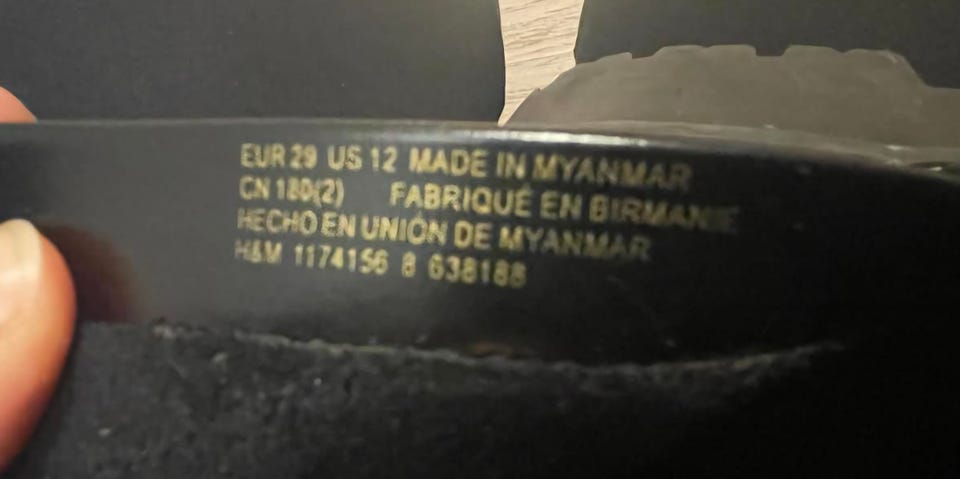 EUR 29 US 12 MADE IN MYANMAR
CN 180(2) FABRIQUÉ EN BIRMANIE
HECHO EN UNIÓN DE MYANMAR
H&M 1174156 8 638188